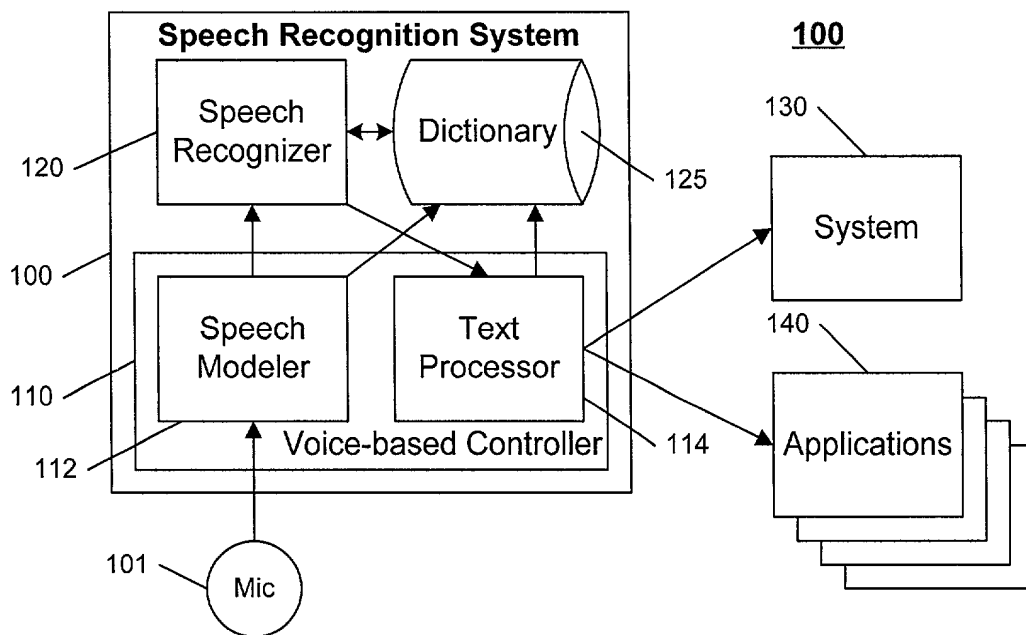 Speech Recognition System
100
Speech
Recognizer
Dictionary
130
120
125
System
100
Speech
Modeler
Text
Processor
140
110
Applications
112
Voice-based Controller
114
101
Mic